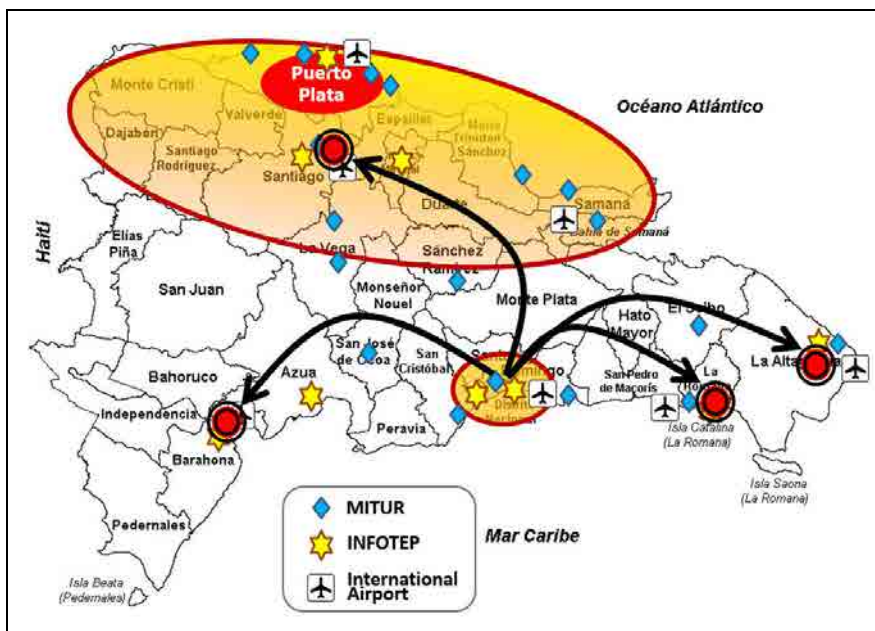 Océano Atlántico
Puerto
Plata
Monte Cristi
Valverde
Espaillat
María
Trinidad
Sánchez
Dajabón
Santiago
Rodríguez
Santiago
Duarte
Samaná
Bahía de Samaná
Haití
Elías
Piña
La Vega
Sánchez
Ramírez
San Juan
Monseñor
Nouel
Monte Plata
Hato
Mayor
El Seibo
San José
de Ocoa
San
Cristóbal
Azua
San Pedro
de Macorís
La
Bahoruco
Independencia
Peravia
Isla Catalina
(La Romana)
Barahona
Isla Saona
(La Romana)
Pedernales
MITUR
INFOTEP
International
Airport
Mar Caribe
Isla Beata
(Pedernales)